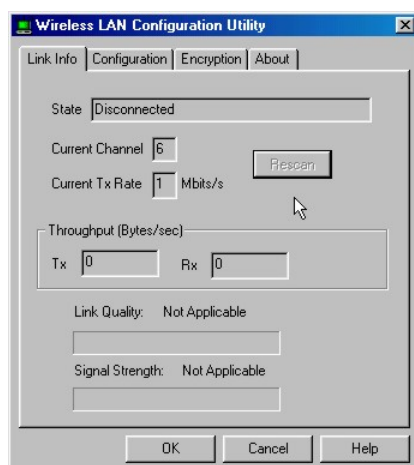 Wireless LAN Configuration Utility
Link Info Configuration Encryption About
State Disconnected
Current Channel 6
Rescan
Current Tx Rate 1 Mbits/s
Throughput (Bytes/sec)
Tx 0 Rx 0
Link Quality: Not Applicable
Signal Strength: Not Applicable
OK Cancel Help